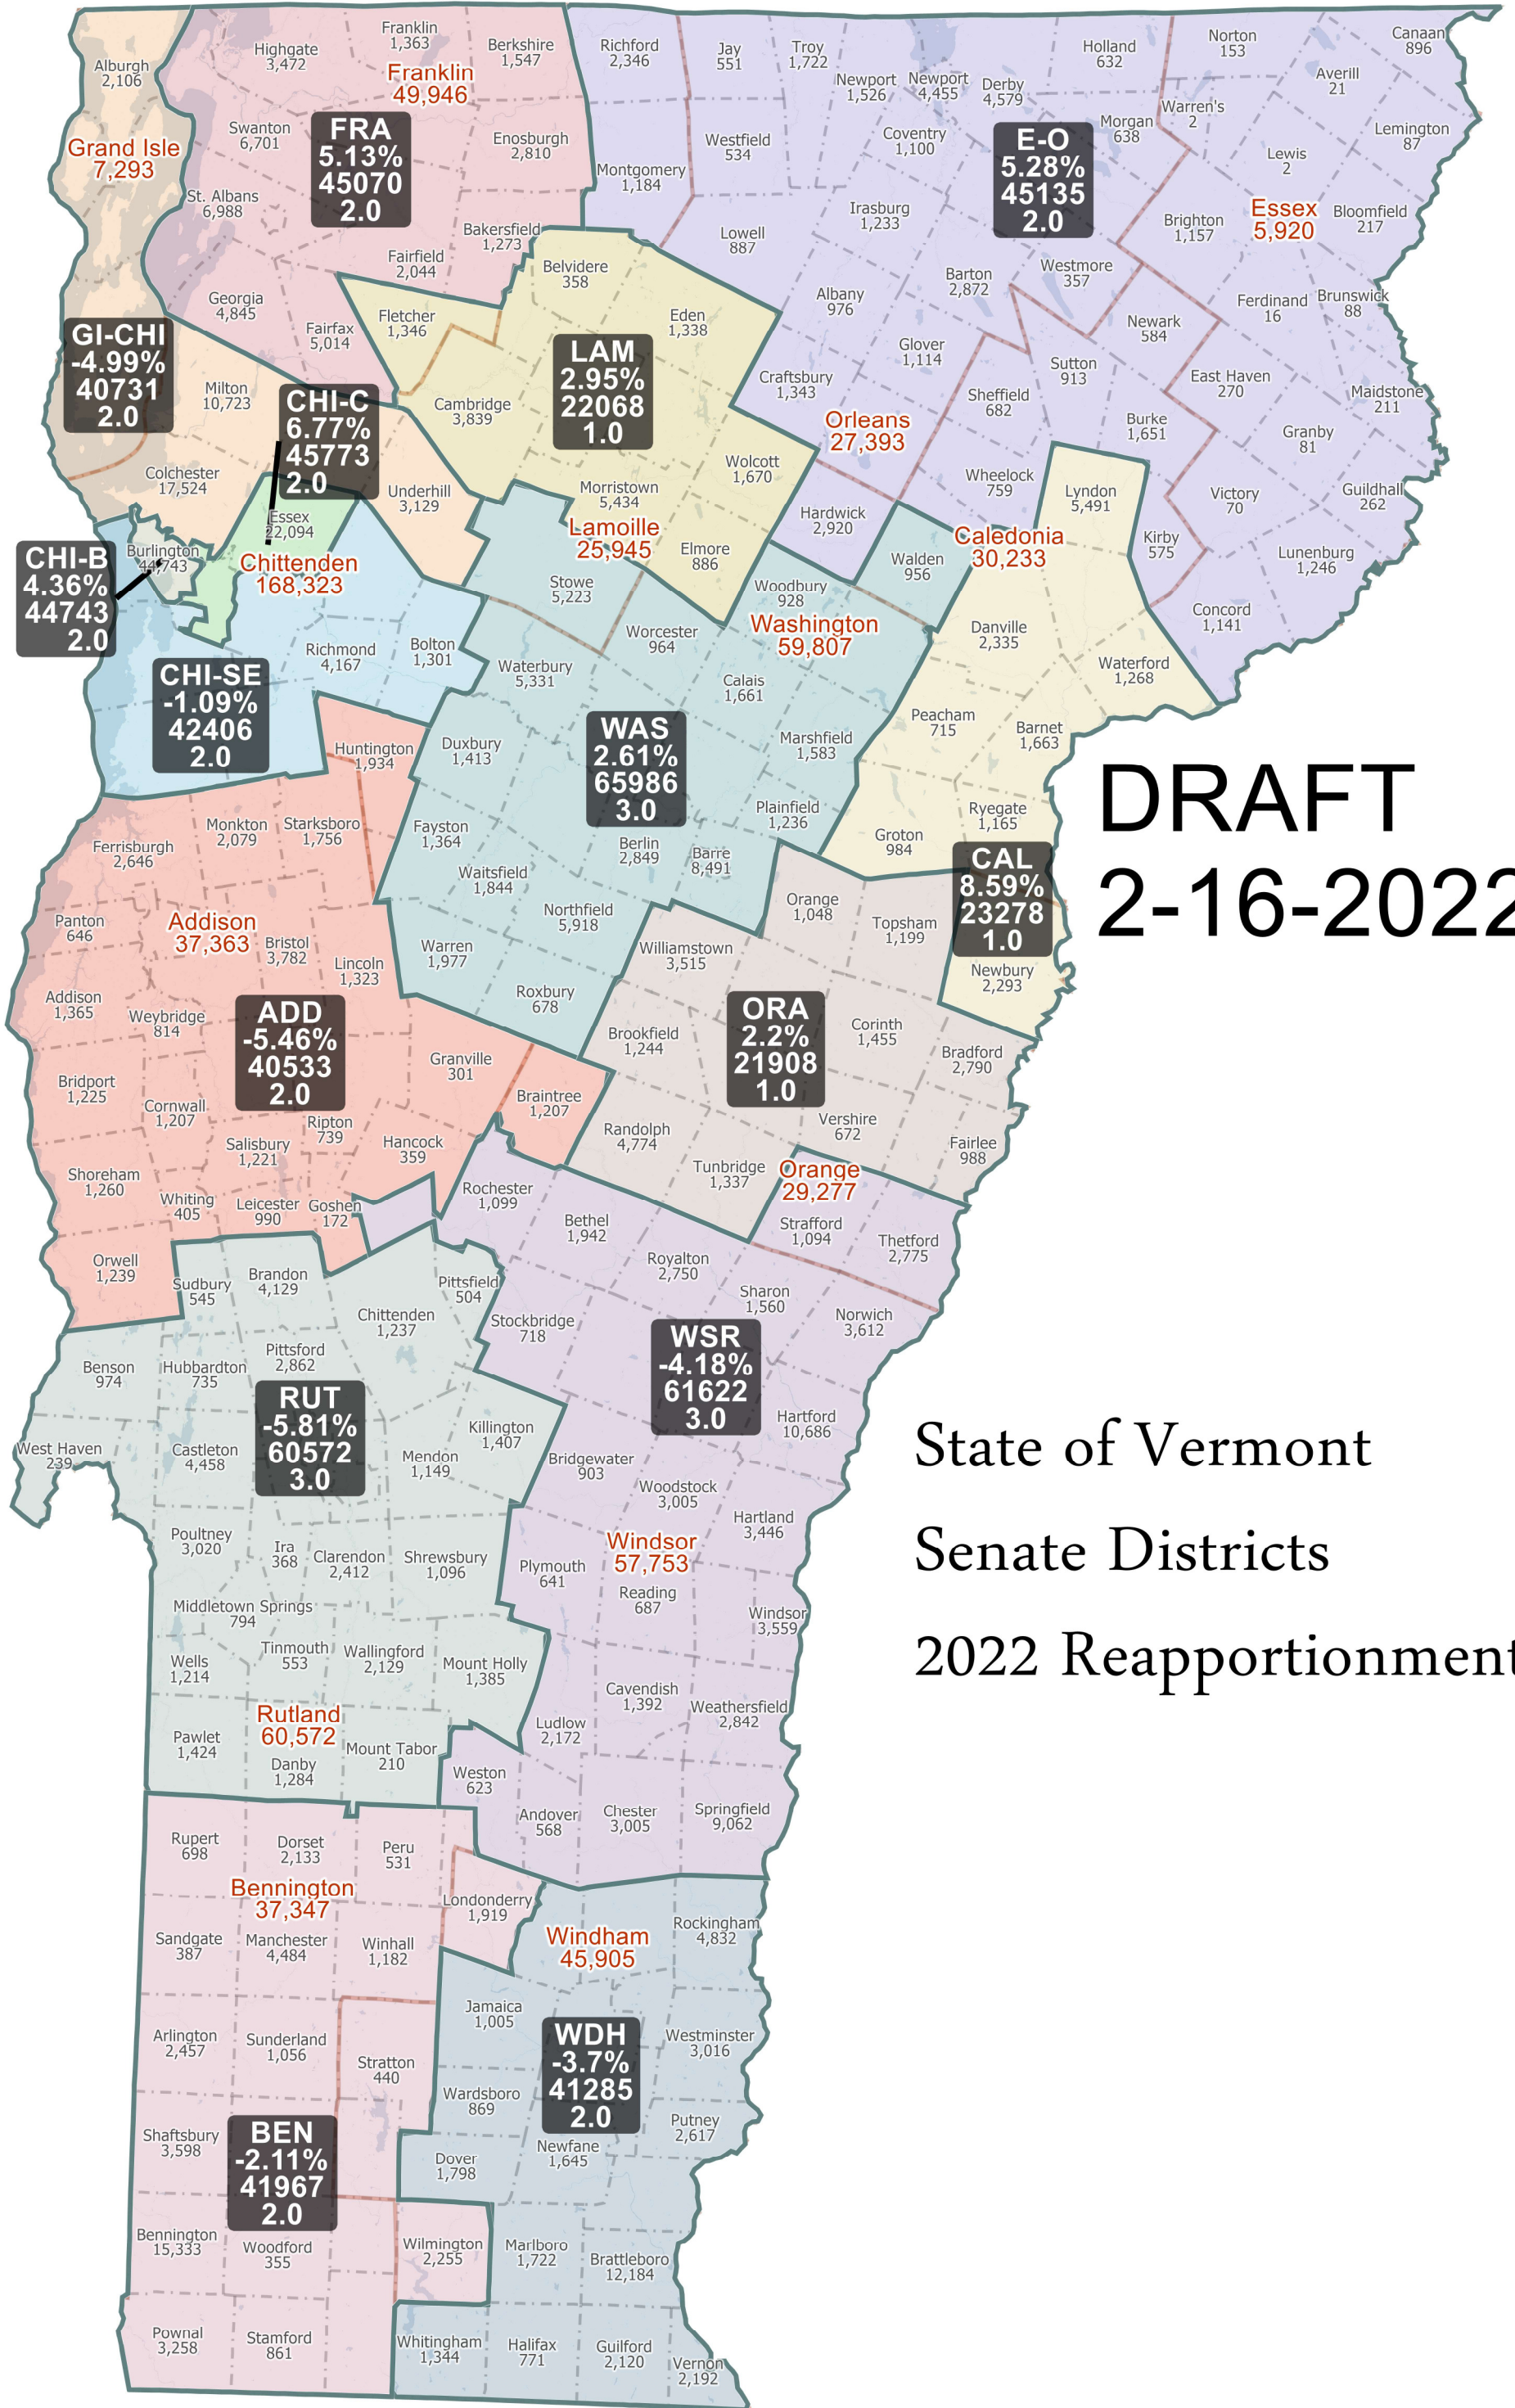 Alburgh
2,106
Grand Isle
7,293
GI-CHI
-4.99%
40731
2.0
Highgate
3,472
Franklin
1,363
Berkshire
1,547
Franklin
49,946
Swanton
6,701
FRA
5.13%
45070
2.0
Enosburgh
2,810
St. Albans
6,988
Bakersfield
1,273
Fairfield
2,044
Georgia
4,845
Fairfax
5,014
Fletcher
1,346
Richford
2,346
Montgomery
1,184
Jay
551
Troy
1,722
Newport
1,526
Newport
4,455
Derby
4,579
Holland
632
Morgan
638
Norton
153
Canaan
896
Averill
21
Warren's
2
Lemington
87
Lewis
2
Westfield
534
Coventry
1,100
E-O
5.28%
45135
2.0
Essex
5,920
Bloomfield
217
Brighton
1,157
Irasburg
1,233
Lowell
887
Barton
2,872
Westmore
357
Albany
976
Ferdinand
16
Brunswick
88
Newark
584
Glover
1,114
Sutton
913
East Haven
270
Maidstone
211
Craftsbury
1,343
Sheffield
682
Burke
1,651
Granby
81
Orleans
27,393
Wheelock
759
Victory
70
Guildhall
262
Hardwick
2,920
Lyndon
5,491
Kirby
575
Lunenburg
1,246
Concord
1,141
Belvidere
358
Eden
1,338
LAM
2.95%
22068
1.0
Cambridge
3,839
Wolcott
1,670
Morristown
5,434
Lamoille
25,945
Elmore
886
Milton
10,723
CHI-C
6.77%
45773
2.0
Colchester
17,524
Underhill
3,129
Essex
22,094
Burlington
44,743
CHI-B
4.36%
44743
2.0
Chittenden
168,323
Richmond
4,167
Bolton
1,301
CHI-SE
-1.09%
42406
2.0
Huntington
1,934
Stowe
5,223
Walden
956
Caledonia
30,233
Woodbury
928
Washington
59,807
Worcester
964
Waterbury
5,331
Calais
1,661
Danville
2,335
Waterford
1,268
Duxbury
1,413
WAS
2.61%
65986
3.0
Marshfield
1,583
Peacham
715
Barnet
1,663
Plainfield
1,236
Ryegate
1,165
Groton
984
Fayston
1,364
Berlin
2,849
Barre
8,491
Waitsfield
1,844
Northfield
5,918
Warren
1,977
Roxbury
678
CAL
8.59%
23278
1.0
Newbury
2,293
DRAFT
2-16-2022
Monkton
2,079
Starksboro
1,756
Ferrisburgh
2,646
Panton
646
Addison
37,363
Bristol
3,782
Lincoln
1,323
Addison
1,365
Weybridge
814
ADD
-5.46%
40533
2.0
Granville
301
Braintree
1,207
Bridport
1,225
Cornwall
1,207
Ripton
739
Salisbury
1,221
Hancock
359
Shoreham
1,260
Whiting
405
Leicester
990
Goshen
172
Orwell
1,239
Orange
1,048
Topsham
1,199
Williamstown
3,515
ORA
2.2%
21908
1.0
Brookfield
1,244
Corinth
1,455
Bradford
2,790
Randolph
4,774
Vershire
672
Fairlee
988
Tunbridge
1,337
Orange
29,277
Strafford
1,094
Thetford
2,775
Rochester
1,099
Bethel
1,942
Royalton
2,750
Sharon
1,560
Norwich
3,612
Stockbridge
718
WSR
-4.18%
61622
3.0
Hartford
10,686
Bridgewater
903
Woodstock
3,005
Hartland
3,446
Windsor
57,753
Plymouth
641
Reading
687
Windsor
3,559
Cavendish
1,392
Weathersfield
2,842
Ludlow
2,172
Weston
623
Andover
568
Chester
3,005
Springfield
9,062
Sudbury
545
Brandon
4,129
Pittsfield
504
Chittenden
1,237
Benson
974
Hubbardton
735
Pittsford
2,862
RUT
-5.81%
60572
3.0
Killington
1,407
West Haven
239
Castleton
4,458
Mendon
1,149
Poultney
3,020
Ira
368
Clarendon
2,412
Shrewsbury
1,096
Middletown Springs
794
Tinmouth
553
Wallingford
2,129
Mount Holly
1,385
Wells
1,214
Rutland
60,572
Pawlet
1,424
Danby
1,284
Mount Tabor
210
State of Vermont
Senate Districts
2022 Reapportionment
Rupert
698
Dorset
2,133
Peru
531
Bennington
37,347
Londonderry
1,919
Sandgate
387
Manchester
4,484
Winhall
1,182
Windham
45,905
Rockingham
4,832
Jamaica
1,005
Arlington
2,457
Sunderland
1,056
Stratton
440
WDH
-3.7%
41285
2.0
Westminster
3,016
Wardsboro
869
Putney
2,617
Shaftsbury
3,598
BEN
-2.11%
41967
2.0
Dover
1,798
Newfane
1,645
Bennington
15,333
Woodford
355
Wilmington
2,255
Marlboro
1,722
Brattleboro
12,184
Pownal
3,258
Stamford
861
Whitingham
1,344
Halifax
771
Guilford
2,120
Vernon
2,192